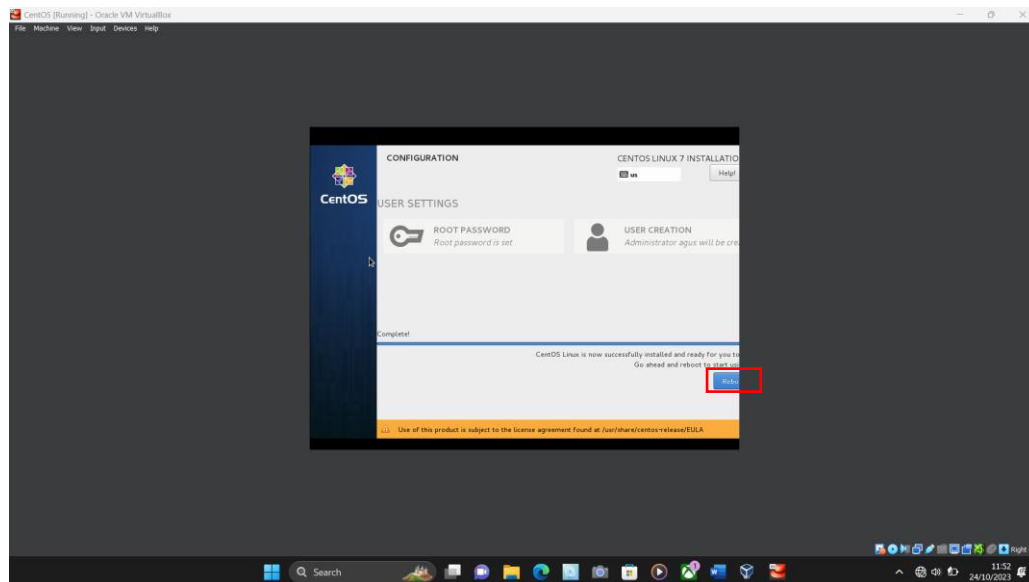 CentOS [Running] - Oracle VM VirtualBox
File Machine View Input Devices Help
CentOS
CONFIGURATION
CENTOS LINUX 7 INSTALLATIO
us
Help!
USER SETTINGS
ROOT PASSWORD
Root password is set
USER CREATION
Administrator agus will be cre
Complete!
CentOS Linux is now successfully installed and ready for you to
Go ahead and reboot to start usi
Rebo
Use of this product is subject to the license agreement found at /usr/share/centos-release/EULA
Right
Search
11:52
24/10/2023